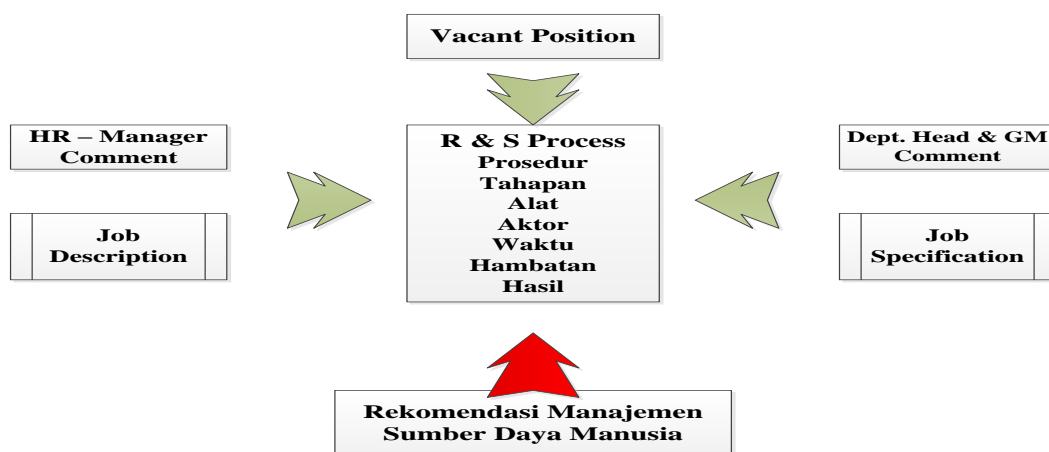 Vacant Position
HR – Manager
Comment
Job
Description
R & S Process
Prosedur
Tahapan
Alat
Aktor
Waktu
Hambatan
Hasil
Dept. Head & GM
Comment
Job
Specification
Rekomendasi Manajemen
Sumber Daya Manusia